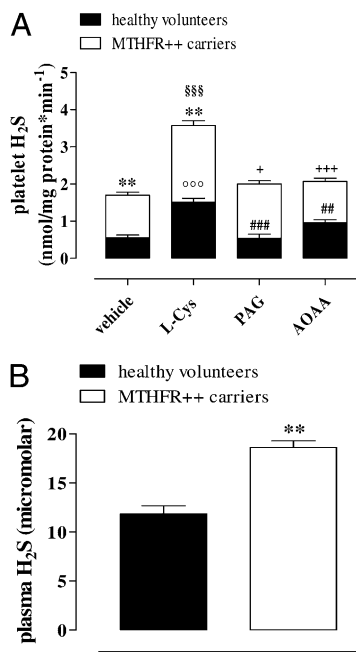 A
healthy volunteers
MTHFR++ carriers
platelet H₂S
(nmol/mg protein*min⁻¹)
5
4
3
2
1
0
**
§§§
**
°°°
+
###
+++
##
vehicle
L-Cys
PAG
AOAA
B
healthy volunteers
MTHFR++ carriers
plasma H₂S (micromolar)
20
15
10
5
0
**